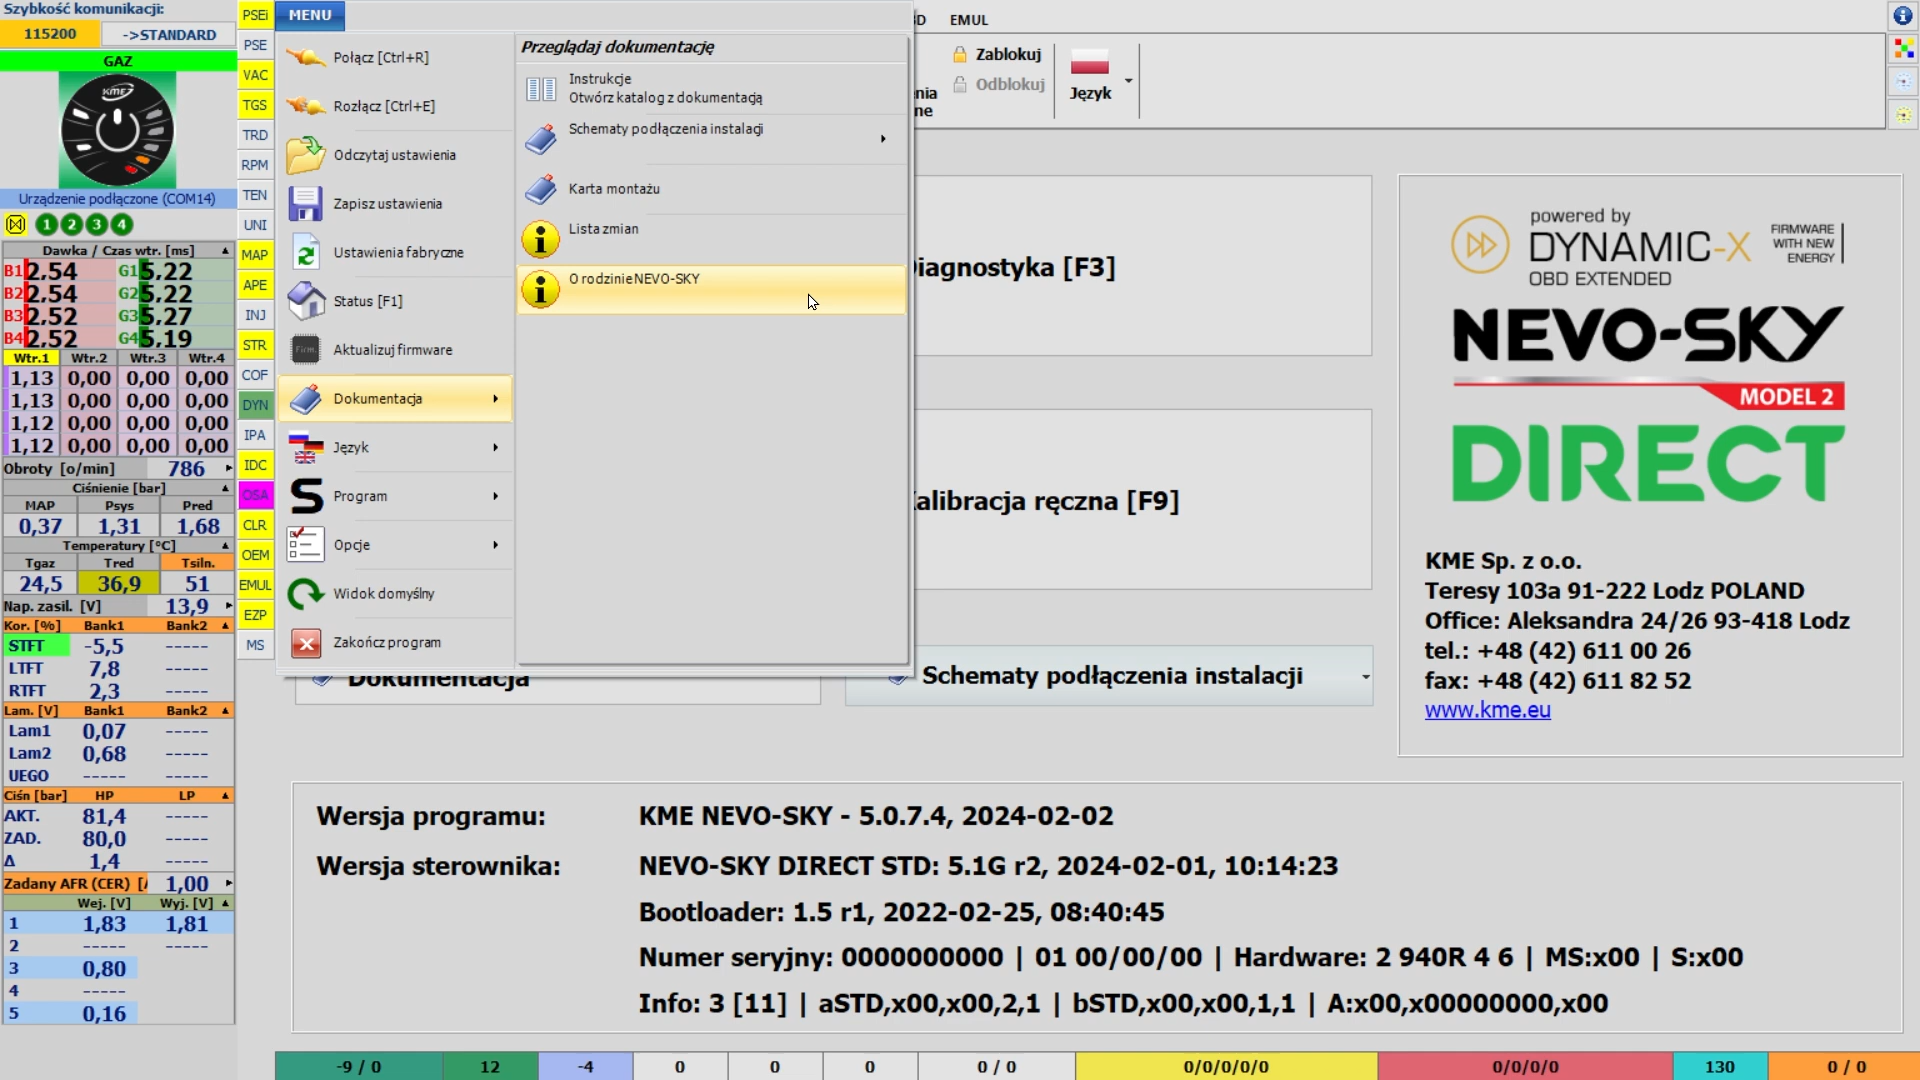 Szybkość komunikacji:
115200 ->STANDARD
GAZ
KME
Urządzenie podłączone (COM14)
1 2 3 4
Dawka / Czas wtr. [ms]
B1 2,54 G1 5,22
B2 2,54 G2 5,22
B3 2,52 G3 5,27
B4 2,52 G4 5,19
Wtr.1 Wtr.2 Wtr.3 Wtr.4
1,13 0,00 0,00 0,00
1,13 0,00 0,00 0,00
1,12 0,00 0,00 0,00
1,12 0,00 0,00 0,00
Obroty [o/min] 786
Ciśnienie [bar]
MAP Psys Pred
0,37 1,31 1,68
Temperatury [°C]
Tgaz Tred Tsiln.
24,5 36,9 51
Nap. zasil. [V] 13,9
Kor. [%] Bank1 Bank2
STFT -5,5 -----
LTFT 7,8 -----
RTFT 2,3 -----
Lam. [V] Bank1 Bank2
Lam1 0,07 -----
Lam2 0,68 -----
UEGO ----- -----
Ciśn [bar] HP LP
AKT. 81,4 -----
ZAD. 80,0 -----
Δ 1,4 -----
Zadany AFR (CER) [ 1,00
Wej. [V] Wyj. [V]
1 1,83 1,81
2 ----- -----
3 0,80
4 -----
5 0,16
PSEi
PSE
VAC
TGS
TRD
RPM
TEN
UNI
MAP
APE
INJ
STR
COF
DYN
IPA
IDC
OSA
CLR
OEM
EMUL
EZP
MS
MENU
Połącz [Ctrl+R]
Rozłącz [Ctrl+E]
Odczytaj ustawienia
Zapisz ustawienia
Ustawienia fabryczne
Status [F1]
Firm.
Aktualizuj firmware
Dokumentacja
Język
Program
Opcje
Widok domyślny
Zakończ program
Przeglądaj dokumentację
Instrukcje
Otwórz katalog z dokumentacją
Schematy podłączenia instalacji
Karta montażu
Lista zmian
O rodzinie NEVO-SKY
D EMUL
nia
ne
Zablokuj
Odblokuj
Język
iagnostyka [F3]
alibracja ręczna [F9]
Dokumentacja
Schematy podłączenia instalacji
powered by
DYNAMIC-X
OBD EXTENDED
FIRMWARE
WITH NEW
ENERGY
NEVO-SKY
MODEL 2
DIRECT
KME Sp. z o.o.
Teresy 103a 91-222 Lodz POLAND
Office: Aleksandra 24/26 93-418 Lodz
tel.: +48 (42) 611 00 26
fax: +48 (42) 611 82 52
www.kme.eu
Wersja programu: KME NEVO-SKY - 5.0.7.4, 2024-02-02
Wersja sterownika: NEVO-SKY DIRECT STD: 5.1G r2, 2024-02-01, 10:14:23
Bootloader: 1.5 r1, 2022-02-25, 08:40:45
Numer seryjny: 0000000000 | 01 00/00/00 | Hardware: 2 940R 4 6 | MS:x00 | S:x00
Info: 3 [11] | aSTD,x00,x00,2,1 | bSTD,x00,x00,1,1 | A:x00,x00000000,x00
-9 / 0 12 -4 0 0 0 0 / 0 0/0/0/0/0 0/0/0/0 130 0 / 0